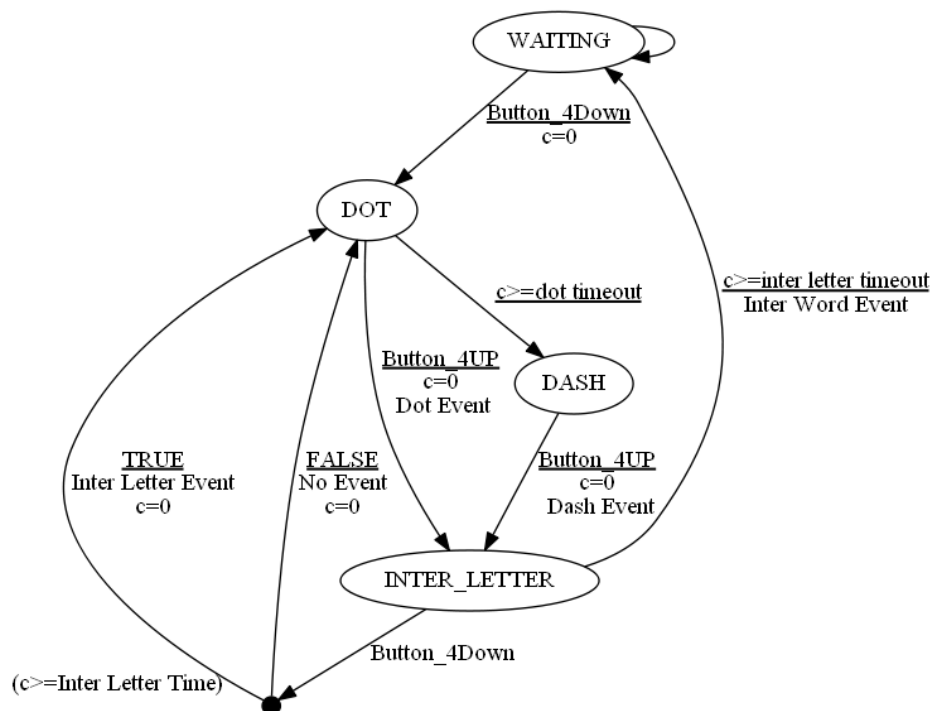 WAITING
Button_4Down
c=0
DOT
c>=inter letter timeout
Inter Word Event
c>=dot timeout
Button_4UP
c=0
Dot Event
DASH
TRUE
Inter Letter Event
c=0
FALSE
No Event
c=0
Button_4UP
c=0
Dash Event
INTER_LETTER
Button_4Down
(c>=Inter Letter Time)